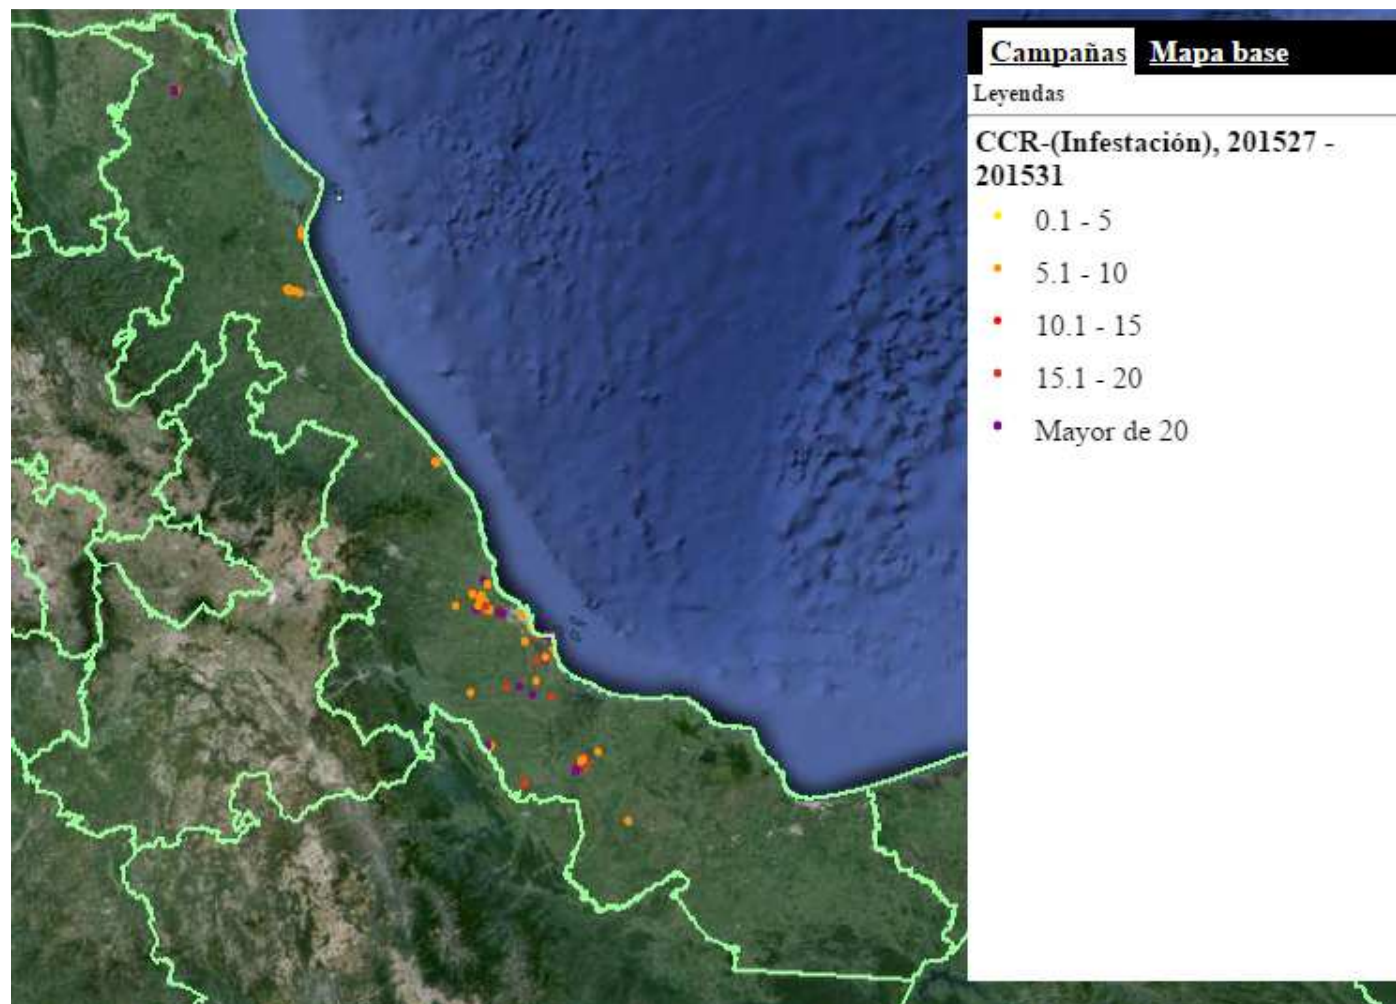 Campañas Mapa base
Leyendas
CCR-(Infestación), 201527 -
201531
0.1 - 5
5.1 - 10
10.1 - 15
15.1 - 20
Mayor de 20